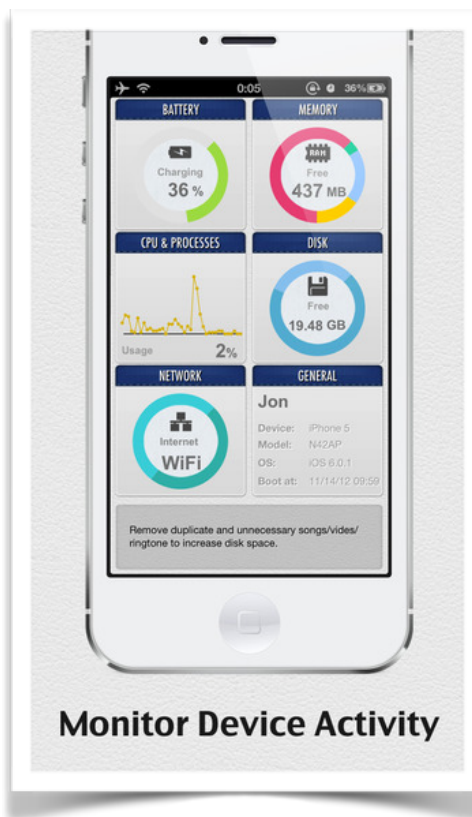 0:05 36%
BATTERY
Charging
36 %
MEMORY
RAM
Free
437 MB
CPU & PROCESSES
Usage 2%
DISK
Free
19.48 GB
NETWORK
Internet
WiFi
GENERAL
Jon
Device: iPhone 5
Model: N42AP
OS: iOS 6.0.1
Boot at: 11/14/12 09:59
Remove duplicate and unnecessary songs/vides/
ringtone to increase disk space.
Monitor Device Activity